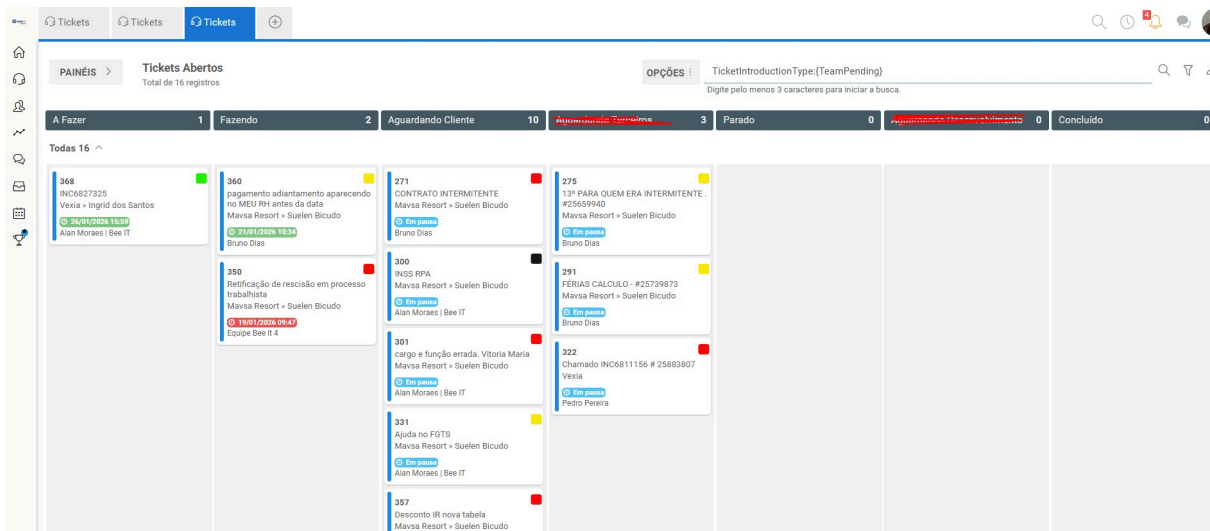 Tickets
Tickets
Tickets
4
PAINÉIS
Tickets Abertos
Total de 16 registros
OPÇÕES
TicketIntroductionType:{TeamPending}
Digite pelo menos 3 caracteres para iniciar a busca.
A Fazer 1
Fazendo 2
Aguardando Cliente 10
Aguardando Terceiros 3
Parado 0
Aguardando Desenvolvimento 0
Concluído 0
Todas 16
368
INC6827325
Vexia » Ingrid dos Santos
26/01/2026 15:59
Alan Moraes | Bee IT
360
pagamento adiantamento aparecendo
no MEU RH antes da data
Mavsa Resort » Suelen Bicudo
21/01/2026 10:34
Bruno Dias
350
Retificação de rescisão em processo
trabalhista
Mavsa Resort » Suelen Bicudo
19/01/2026 09:47
Equipe Bee It 4
271
CONTRATO INTERMITENTE
Mavsa Resort » Suelen Bicudo
Em pausa
Bruno Dias
300
INSS RPA
Mavsa Resort » Suelen Bicudo
Em pausa
Alan Moraes | Bee IT
301
cargo e função errada. Vitoria Maria
Mavsa Resort » Suelen Bicudo
Em pausa
Alan Moraes | Bee IT
331
Ajuda no FGTS
Mavsa Resort » Suelen Bicudo
Em pausa
Alan Moraes | Bee IT
357
Desconto IR nova tabela
Mavsa Resort » Suelen Bicudo
275
13º PARA QUEM ERA INTERMITENTE .
#25659940
Mavsa Resort » Suelen Bicudo
Em pausa
Bruno Dias
291
FÉRIAS CALCULO - #25739873
Mavsa Resort » Suelen Bicudo
Em pausa
Bruno Dias
322
Chamado INC6811156 # 25883807
Vexia
Em pausa
Pedro Pereira